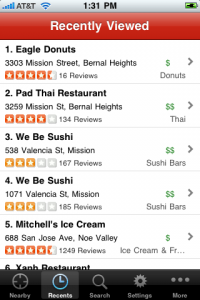 AT&T 1:31 PM
Recently Viewed
1. Eagle Donuts
3303 Mission Street, Bernal Heights $
16 Reviews Donuts
2. Pad Thai Restaurant
3259 Mission St, Bernal Heights $$
134 Reviews Thai
3. We Be Sushi
538 Valencia St, Mission $$
167 Reviews Sushi Bars
4. We Be Sushi
1071 Valencia St, Mission $$
185 Reviews Sushi Bars
5. Mitchell's Ice Cream
688 San Jose Ave, Noe Valley $
1249 Reviews Ice Cream & Fr...
6. Xanh Restaurant
Nearby Recents Search Settings More